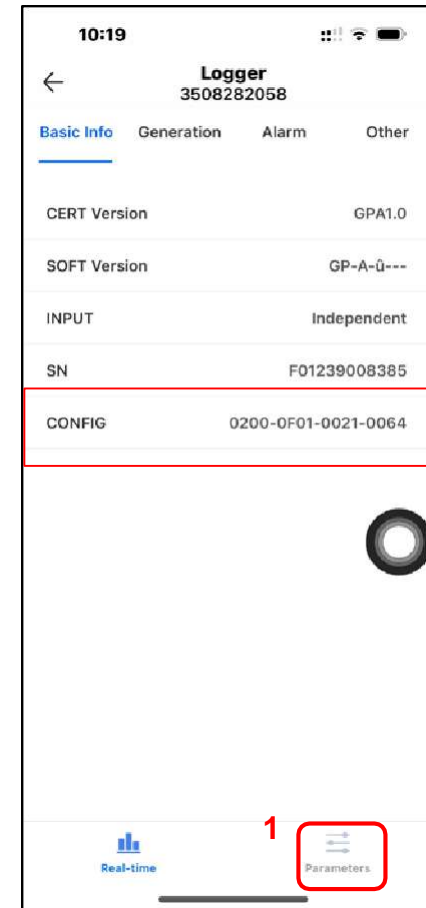 10:19
Logger
3508282058
Basic Info Generation Alarm Other
CERT Version GPA1.0
SOFT Version GP-A-û---
INPUT Independent
SN F01239008385
CONFIG 0200-0F01-0021-0064
1
Real-time Parameters